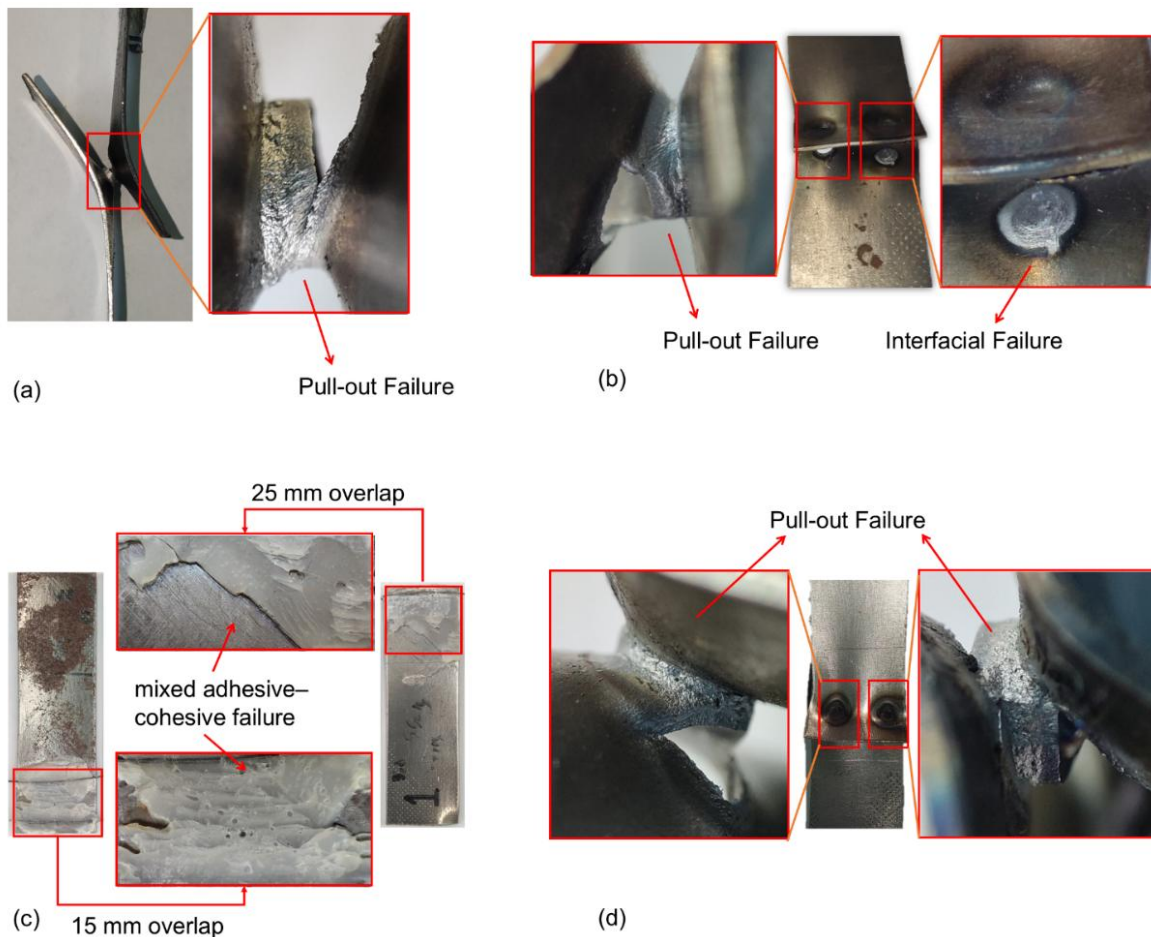 Pull-out Failure
(a)
Pull-out Failure
Interfacial Failure
(b)
25 mm overlap
mixed adhesive–
cohesive failure
1
15 mm overlap
(c)
Pull-out Failure
(d)